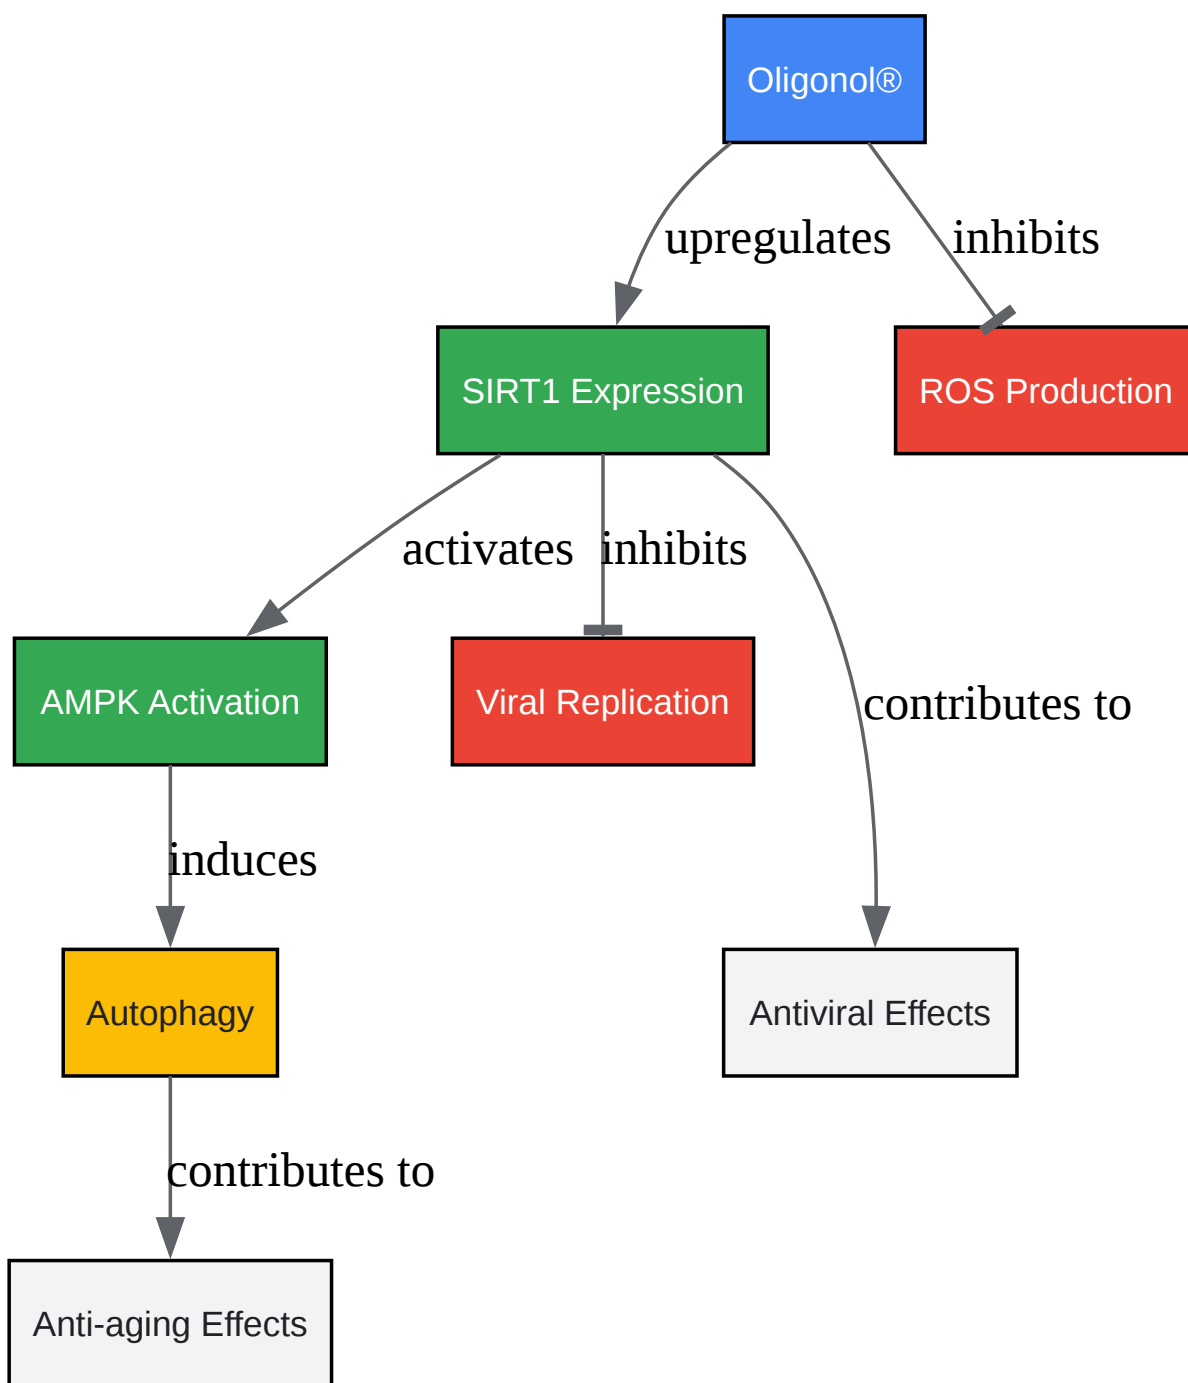 Oligonol®
upregulates
inhibits
SIRT1 Expression
ROS Production
activates
inhibits
AMPK Activation
Viral Replication
contributes to
induces
Autophagy
Antiviral Effects
contributes to
Anti-aging Effects